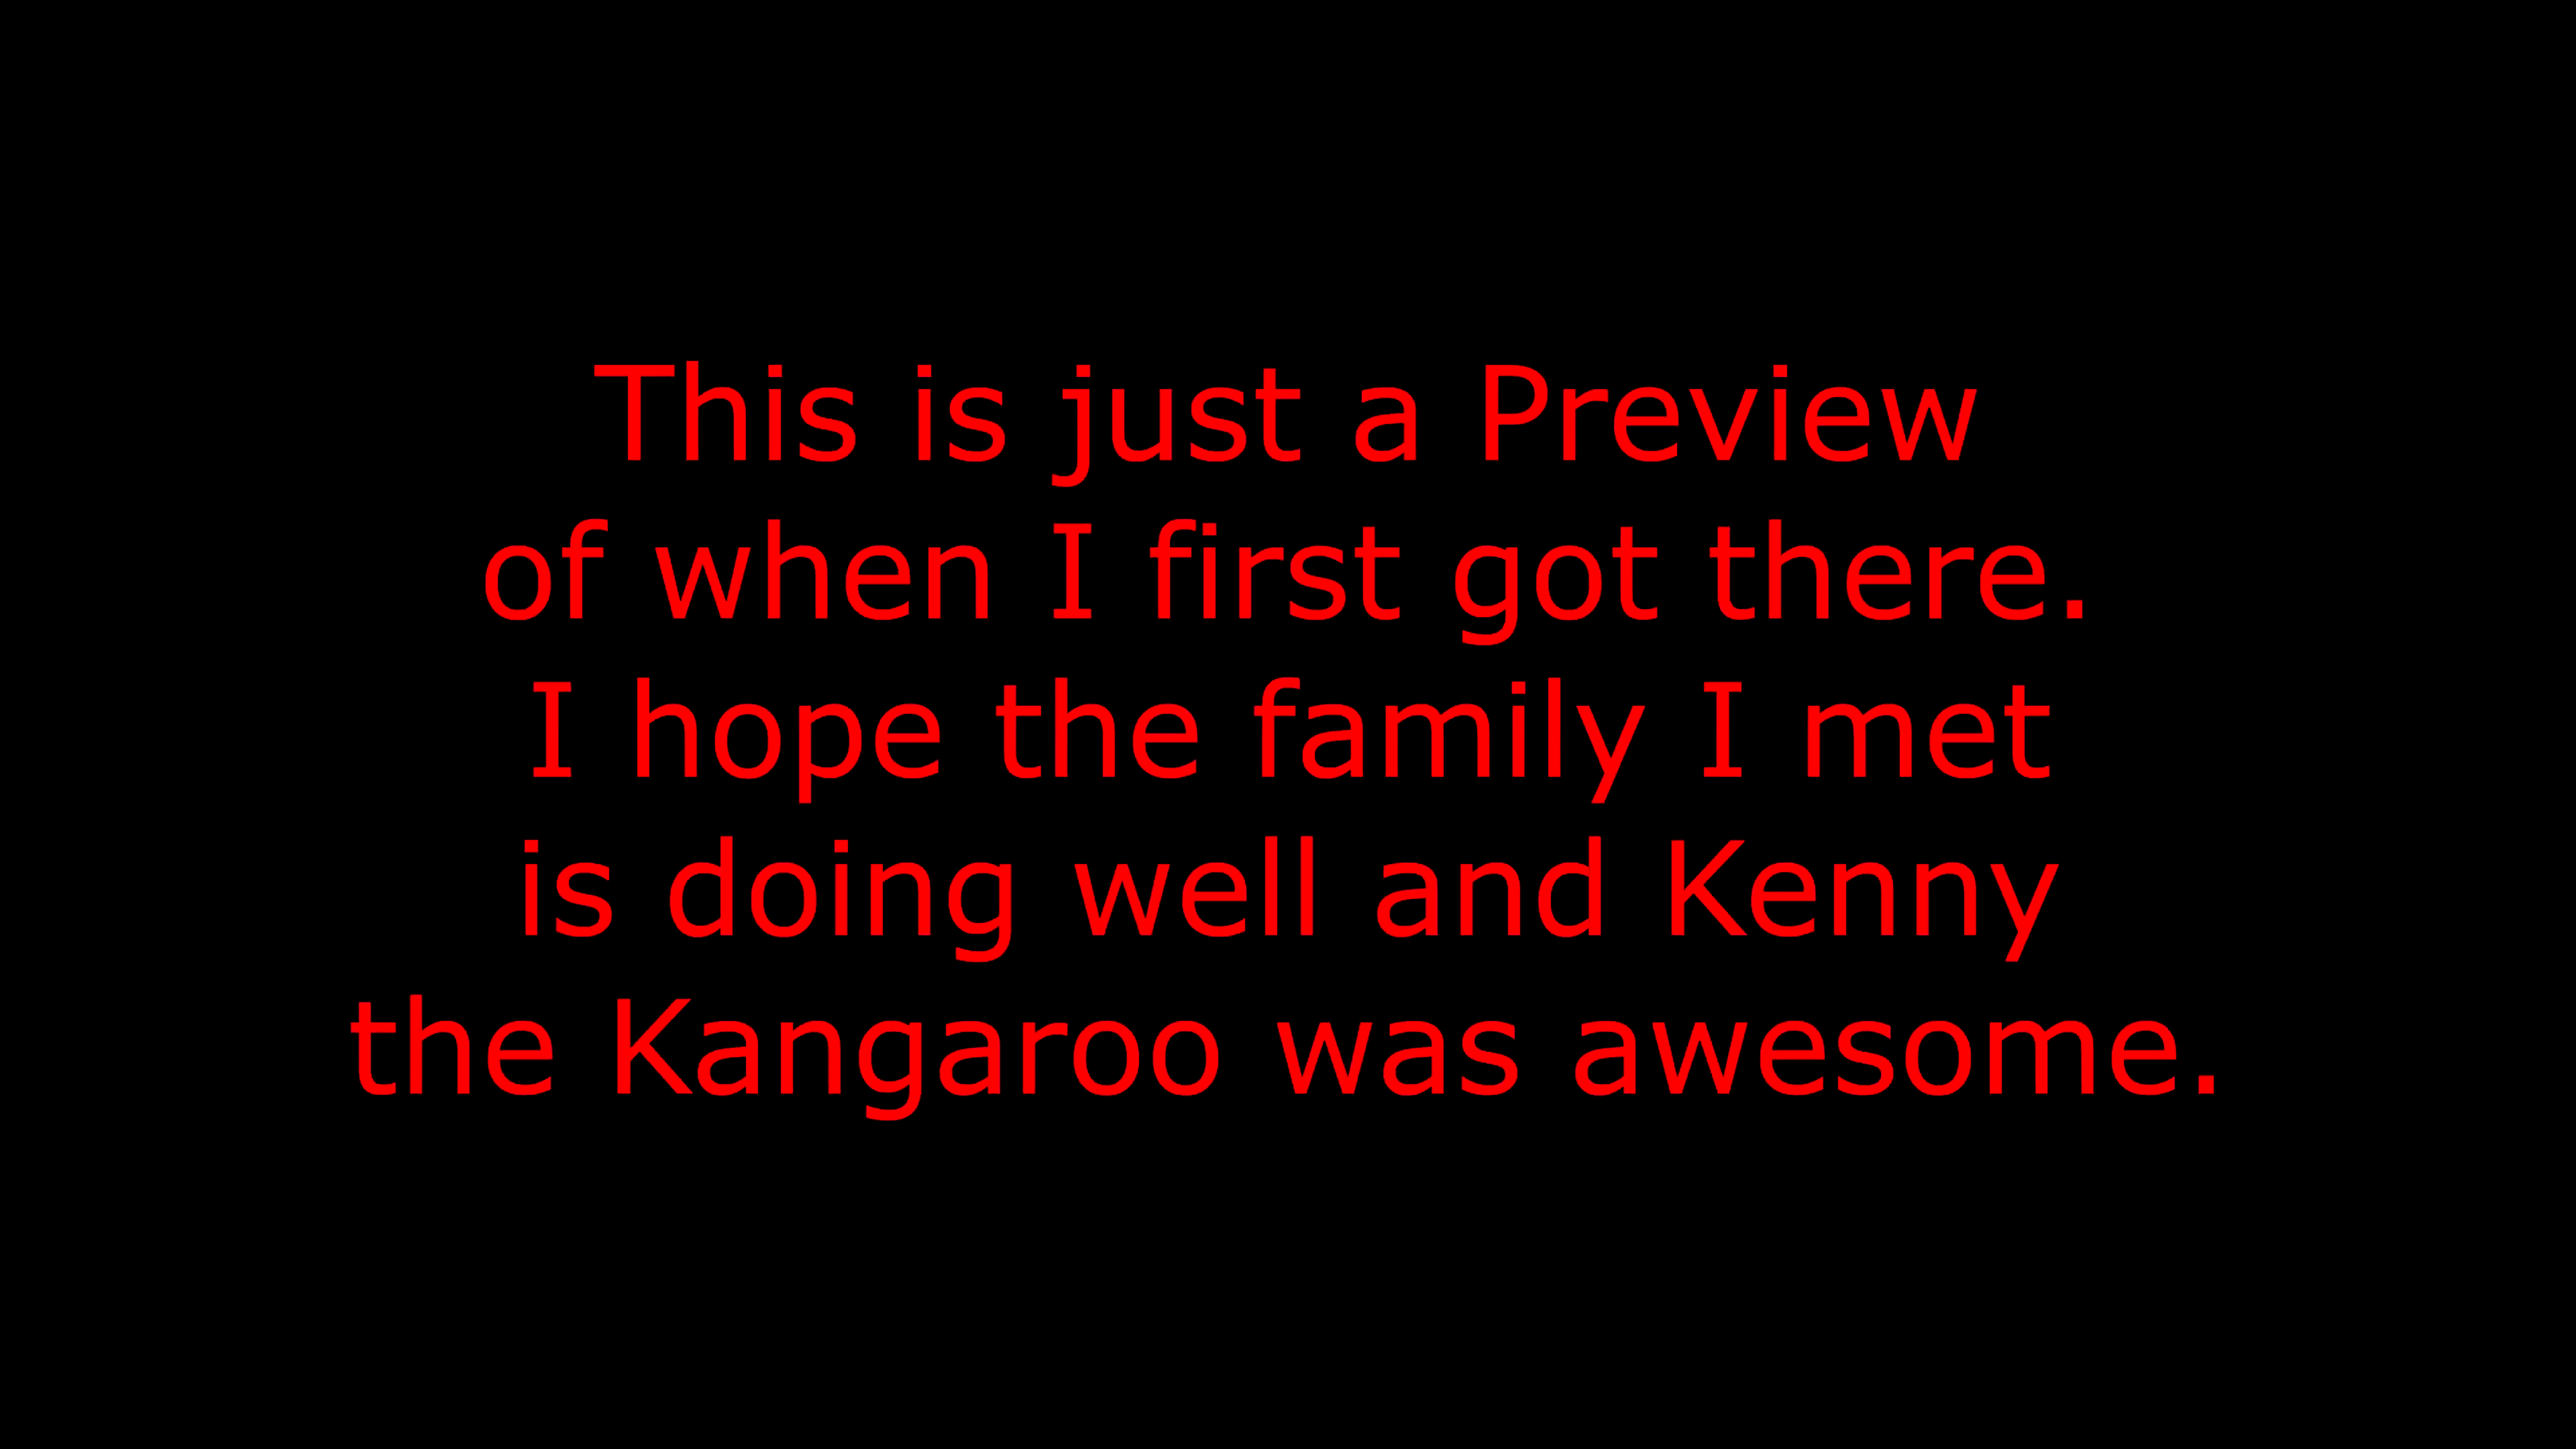 This is just a Preview
of when I first got there.
I hope the family I met
is doing well and Kenny
the Kangaroo was awesome.